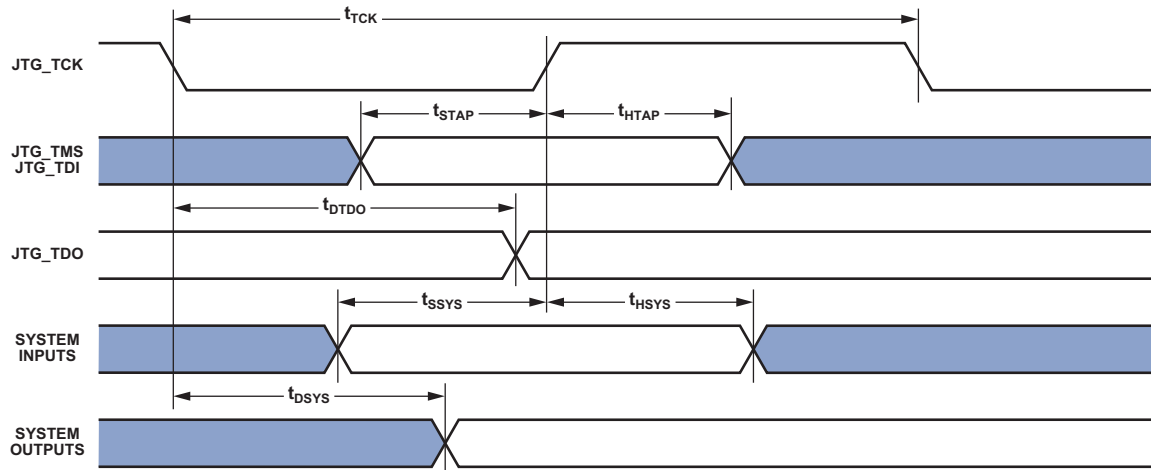 tTCK
JTG_TCK
tSTAP
tHTAP
JTG_TMS
JTG_TDI
tDTDO
JTG_TDO
tSSYS
tHSYS
SYSTEM
INPUTS
tDSYS
SYSTEM
OUTPUTS